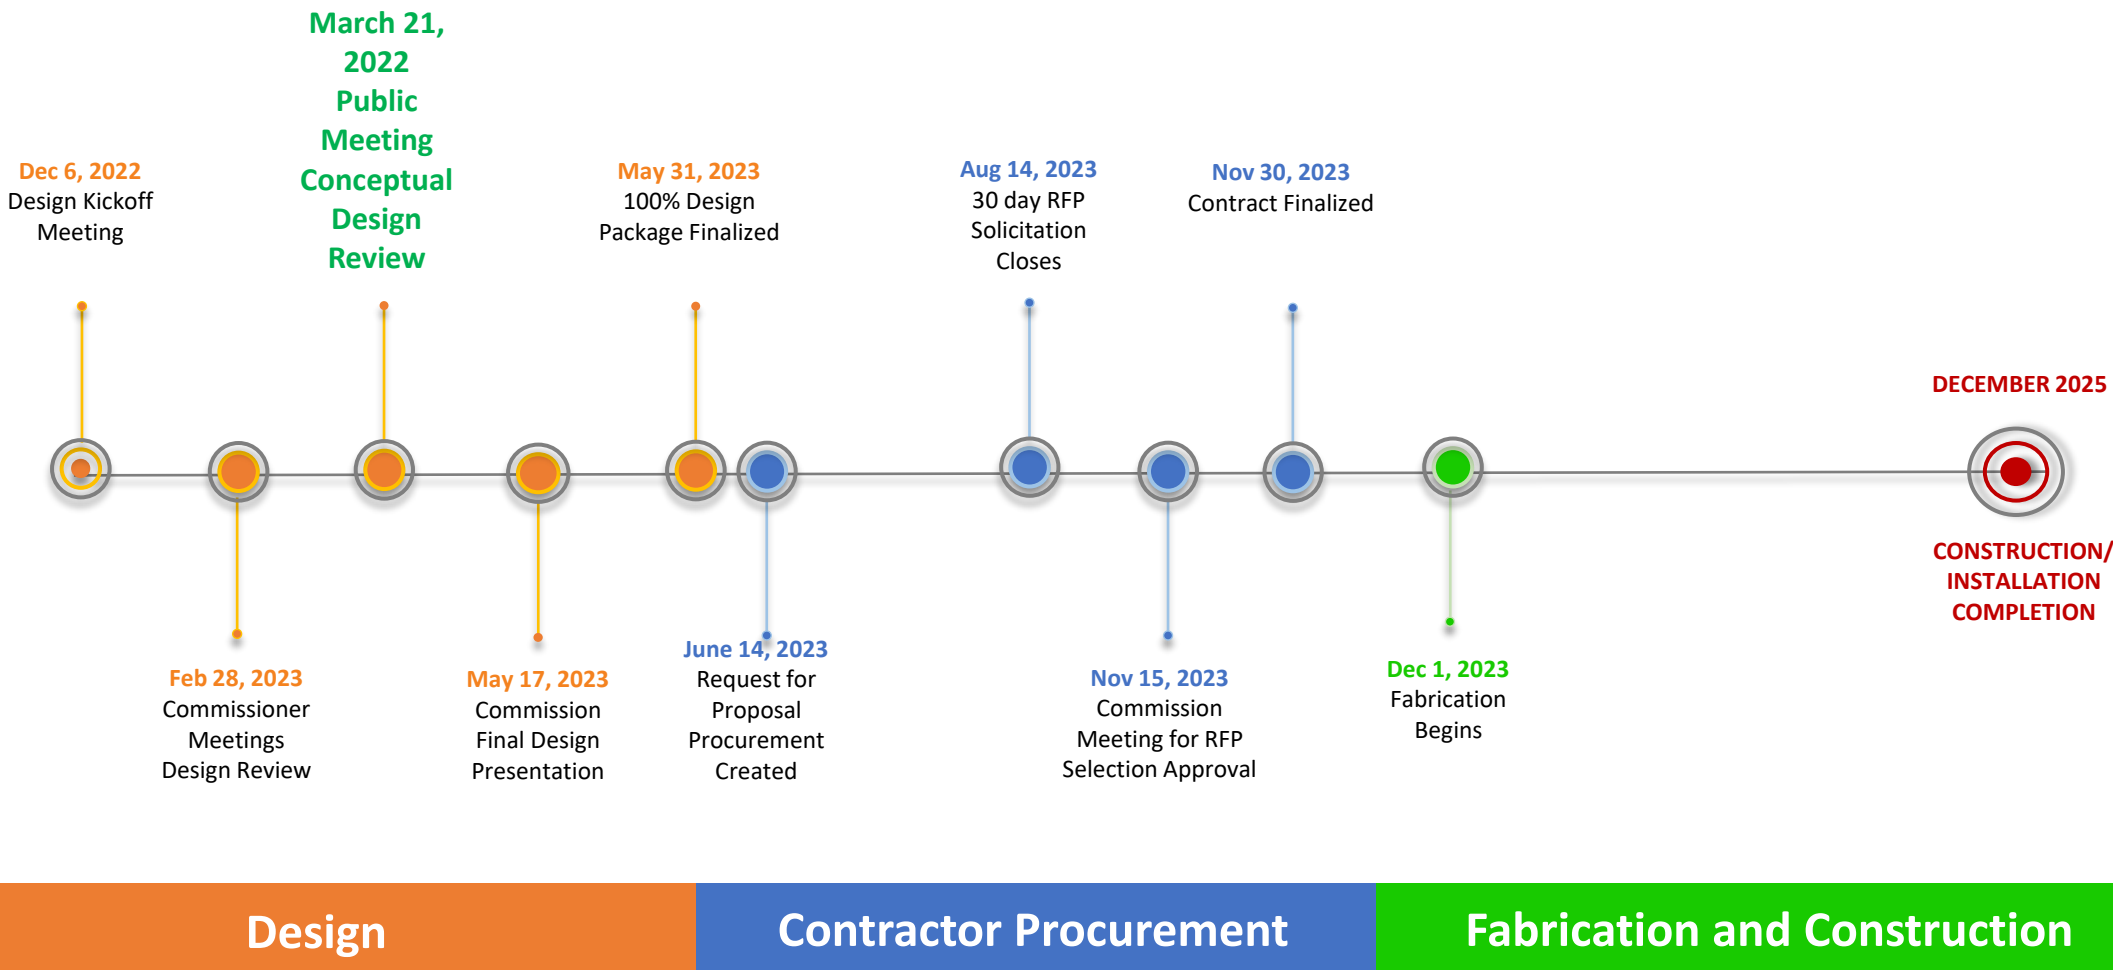 March 21,
2022
Public
Meeting
Conceptual
Design
Review
Dec 6, 2022
Design Kickoff
Meeting
May 31, 2023
100% Design
Package Finalized
Aug 14, 2023
30 day RFP
Solicitation
Closes
Nov 30, 2023
Contract Finalized
DECEMBER 2025
CONSTRUCTION/
INSTALLATION
COMPLETION
Feb 28, 2023
Commissioner
Meetings
Design Review
May 17, 2023
Commission
Final Design
Presentation
June 14, 2023
Request for
Proposal
Procurement
Created
Nov 15, 2023
Commission
Meeting for RFP
Selection Approval
Dec 1, 2023
Fabrication
Begins
Design
Contractor Procurement
Fabrication and Construction